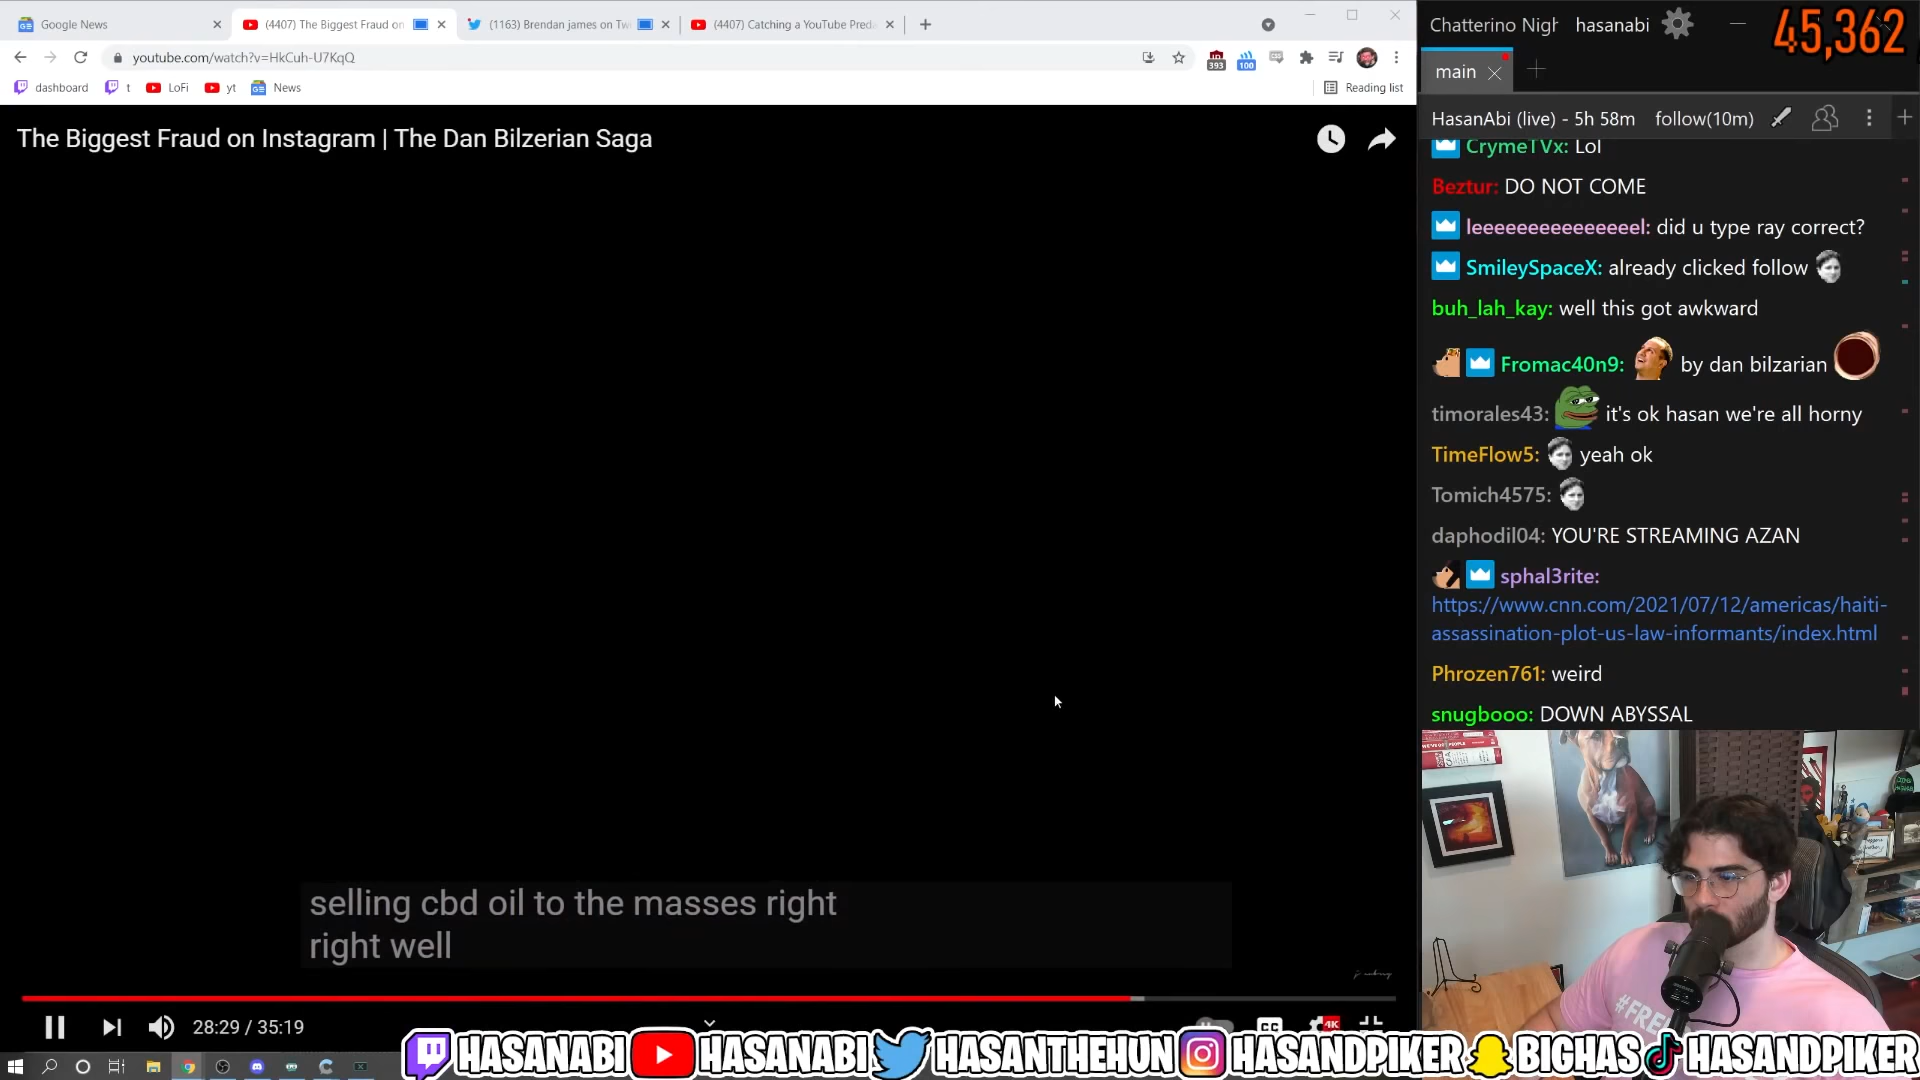 Google News
(4407) The Biggest Fraud on
(1163) Brendan james on Tw
(4407) Catching a YouTube Preda
youtube.com/watch?v=HkCuh-U7KqQ
393
100
dashboard
t
LoFi
yt
News
Reading list
The Biggest Fraud on Instagram | The Dan Bilzerian Saga
selling cbd oil to the masses right
right well
28:29 / 35:19
CC
4K
Chatterino Nigh
hasanabi
45,362
main
HasanAbi (live) - 5h 58m
follow(10m)
CrymeTVx: Lol
Beztur: DO NOT COME
leeeeeeeeeeeeeel: did u type ray correct?
SmileySpaceX: already clicked follow
buh_lah_kay: well this got awkward
Fromac40n9: by dan bilzarian
timorales43: it's ok hasan we're all horny
TimeFlow5: yeah ok
Tomich4575:
daphodil04: YOU'RE STREAMING AZAN
sphal3rite:
https://www.cnn.com/2021/07/12/americas/haiti-
assassination-plot-us-law-informants/index.html
Phrozen761: weird
snugbooo: DOWN ABYSSAL
#FREE
HASANABI HASANABI HASANTHEHUN HASANDPIKER BIGHAS HASANDPIKER